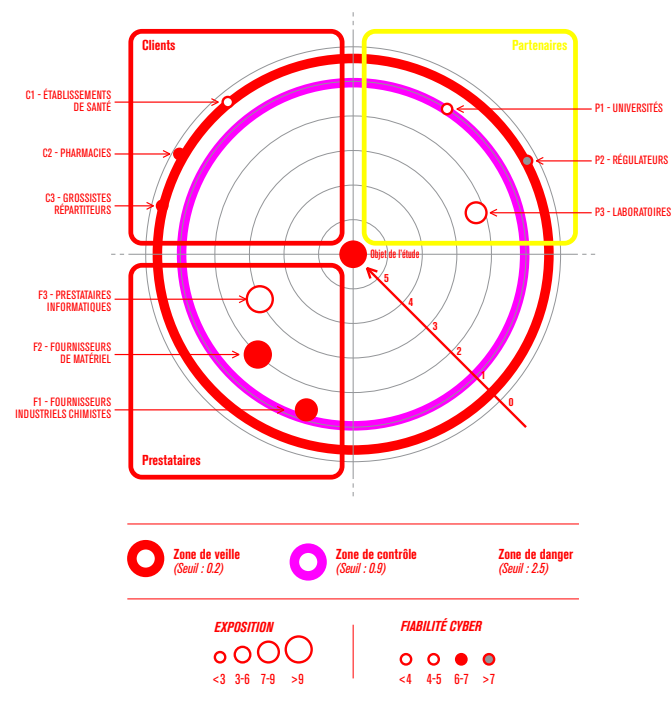 Clients
Partenaires
C1 - ÉTABLISSEMENTS
DE SANTÉ
C2 - PHARMACIES
C3 - GROSSISTES
RÉPARTITEURS
P1 - UNIVERSITÉS
P2 - RÉGULATEURS
P3 - LABORATOIRES
Objet de l'étude
5
4
3
2
1
0
F3 - PRESTATAIRES
INFORMATIQUES
F2 - FOURNISSEURS
DE MATÉRIEL
F1 - FOURNISSEURS
INDUSTRIELS CHIMISTES
Prestataires
Zone de veille
(Seuil : 0.2)
Zone de contrôle
(Seuil : 0.9)
Zone de danger
(Seuil : 2.5)
EXPOSITION
<3 3-6 7-9 >9
FIABILITÉ CYBER
<4 4-5 6-7 >7